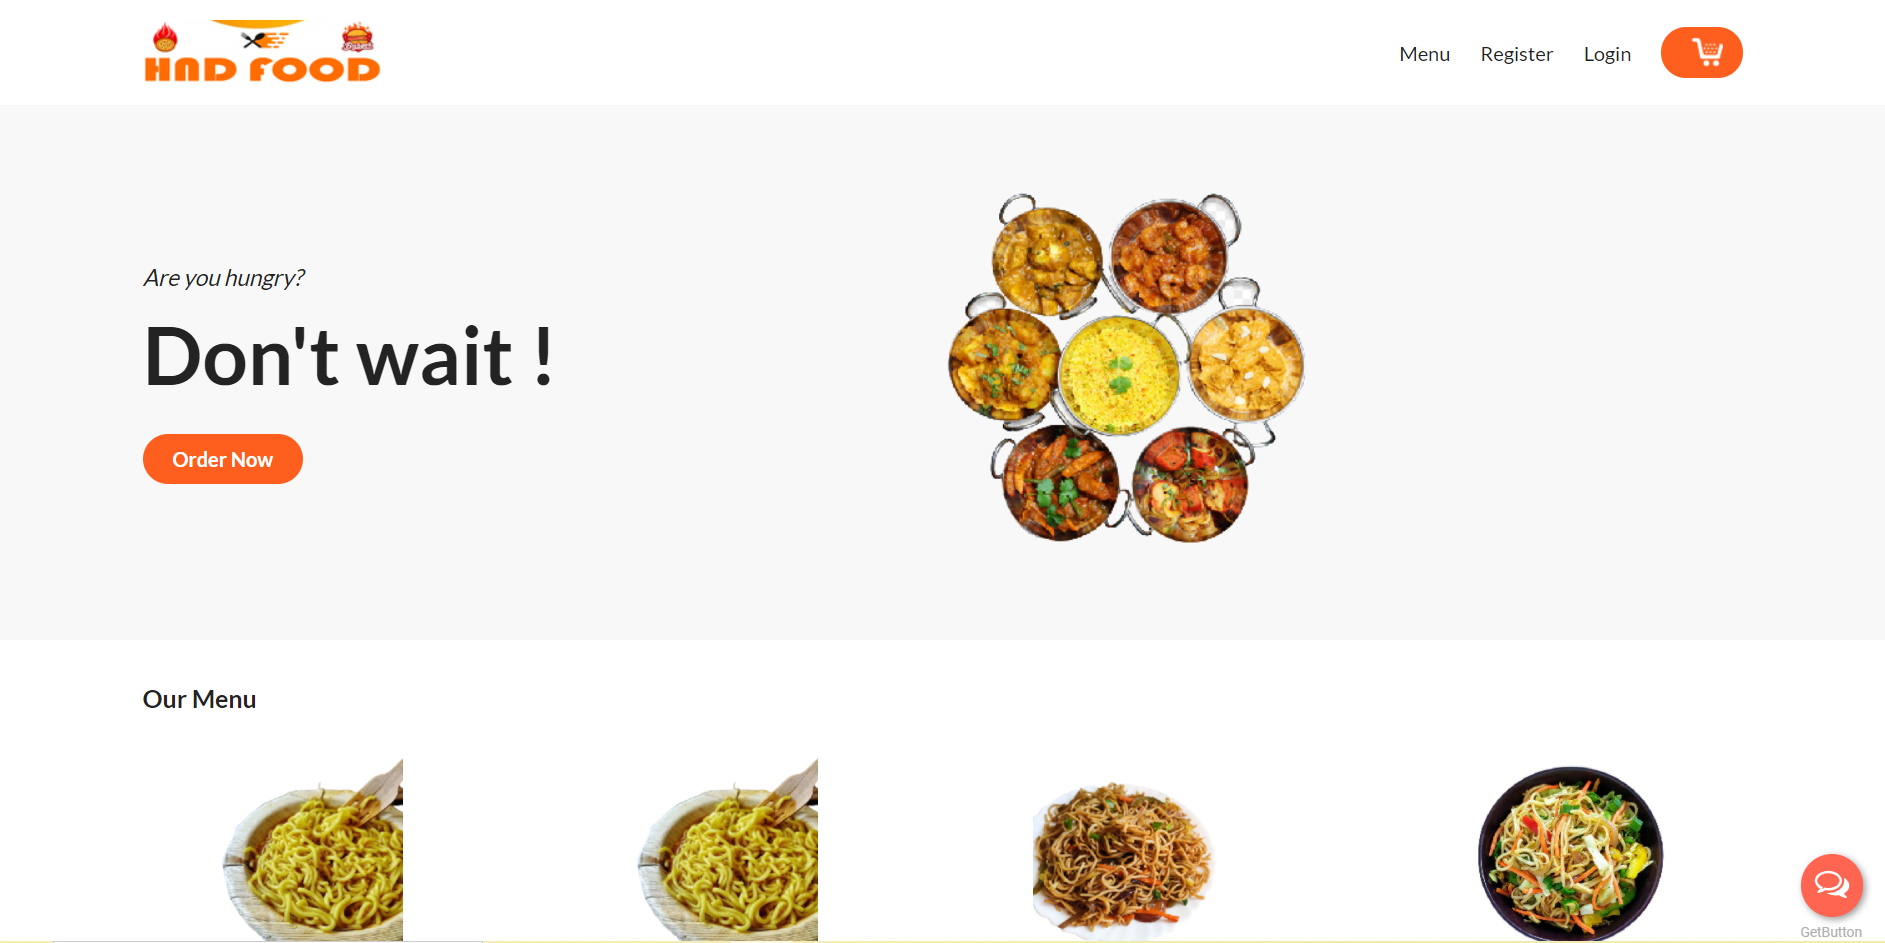 HND FOOD
Menu
Register
Login
Are you hungry?
Don't wait !
Order Now
Our Menu
GetButton